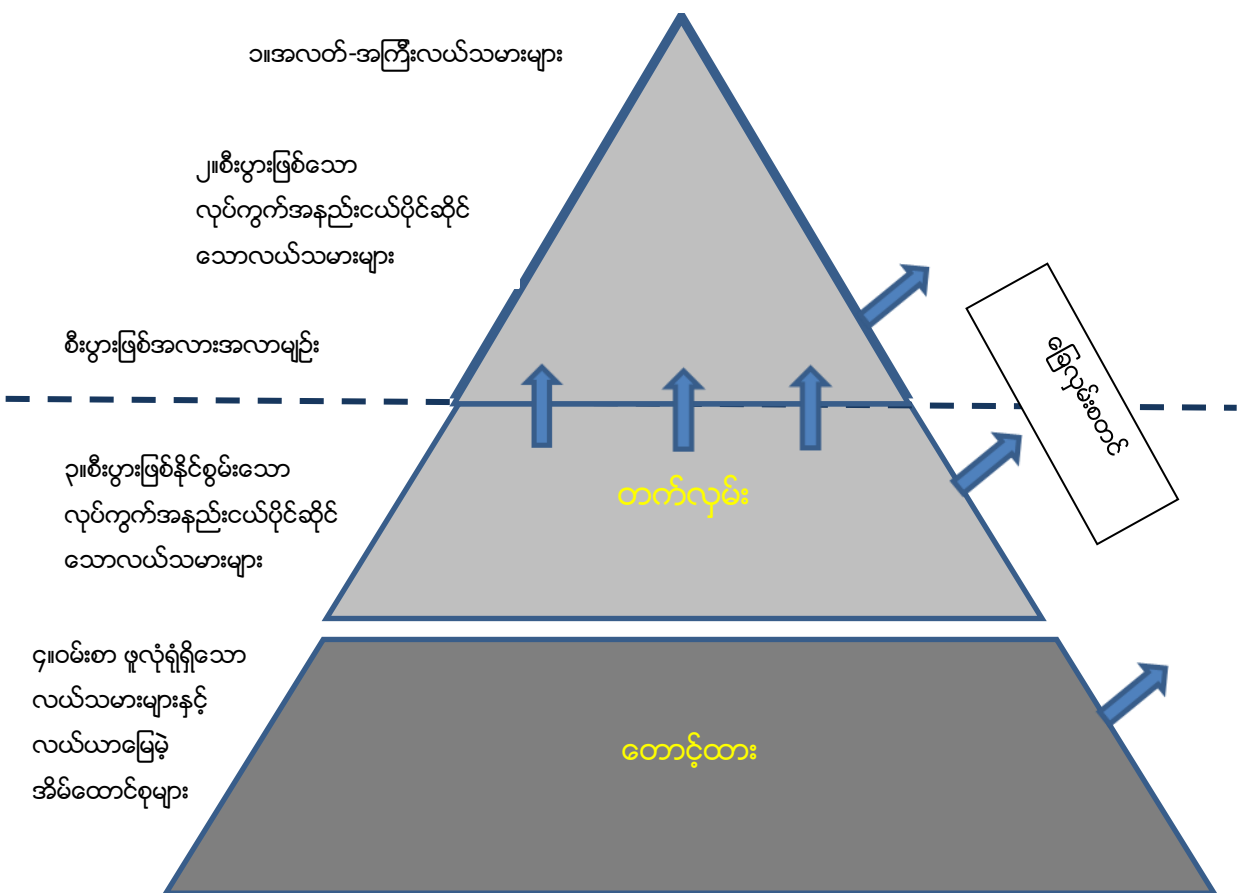 ၁။အလတ်-အကြီးလယ်သမားများ
၂။စီးပွားဖြစ်သော
လုပ်ကွက်အနည်းငယ်ပိုင်ဆိုင်
သောလယ်သမားများ
စီးပွားဖြစ်အလားအလာမျဉ်း
ခြေလှမ်းစတင်
၃။စီးပွားဖြစ်နိုင်စွမ်းသော
လုပ်ကွက်အနည်းငယ်ပိုင်ဆိုင်
သောလယ်သမားများ
တက်လှမ်း
၄။ဝမ်းစာ ဖူလုံရုံရှိသော
လယ်သမားများနှင့်
လယ်ယာမြေမဲ့
အိမ်ထောင်စုများ
တောင့်ထား